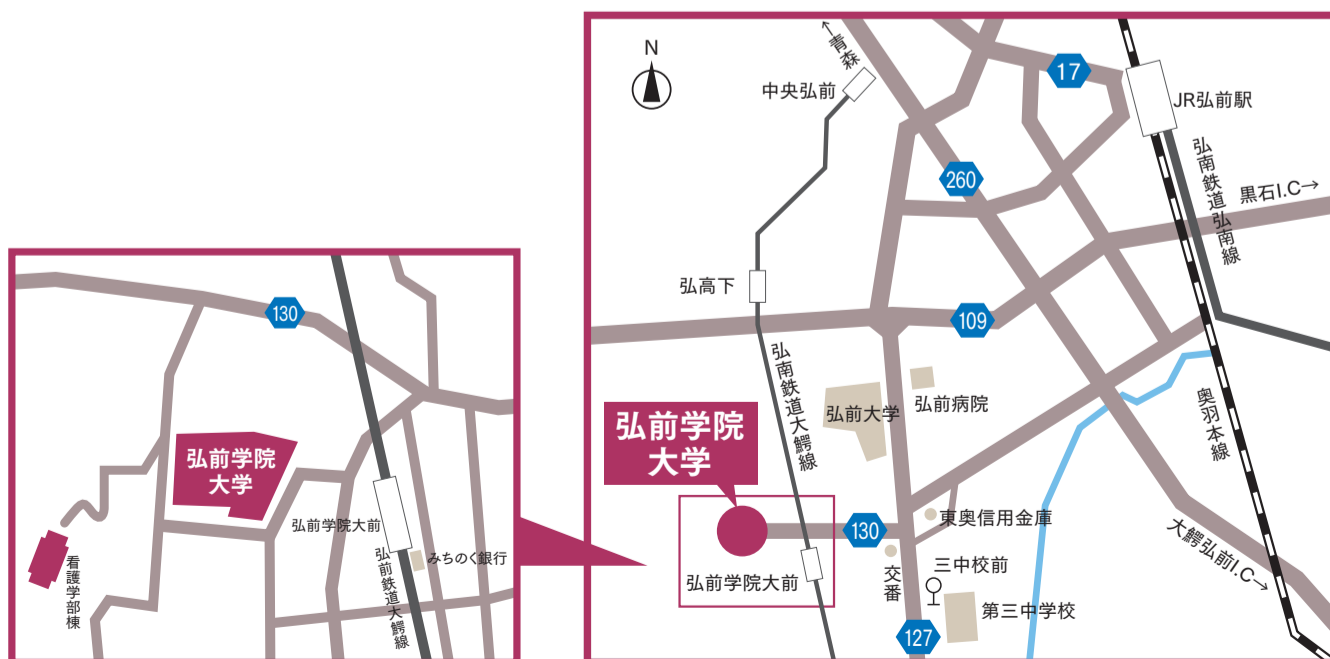 130
弘前学院
大学
弘前学院大前
みちのく銀行
看護学部棟
弘前鉄道大鰐線
N
←青森
中央弘前
17
JR弘前駅
260
弘南鉄道弘南線
黒石I.C→
弘高下
109
弘南鉄道大鰐線
弘前大学
弘前病院
奥羽本線
弘前学院
大学
130
東奥信用金庫
弘前学院大前
交番
三中校前
第三中学校
大鰐弘前I.C→
127